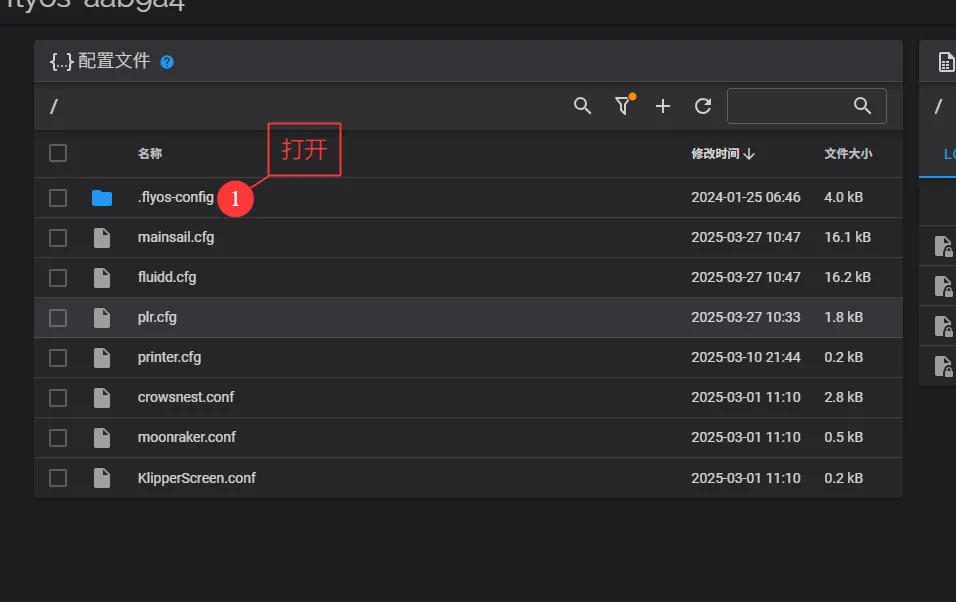 flyos-aabga4
{...} 配置文件 ?
/
/
打开
名称 修改时间 文件大小
1
.flyos-config 2024-01-25 06:46 4.0 kB
mainsail.cfg 2025-03-27 10:47 16.1 kB
fluidd.cfg 2025-03-27 10:47 16.2 kB
plr.cfg 2025-03-27 10:33 1.8 kB
printer.cfg 2025-03-10 21:44 0.2 kB
crowsnest.conf 2025-03-01 11:10 2.8 kB
moonraker.conf 2025-03-01 11:10 0.5 kB
KlipperScreen.conf 2025-03-01 11:10 0.2 kB